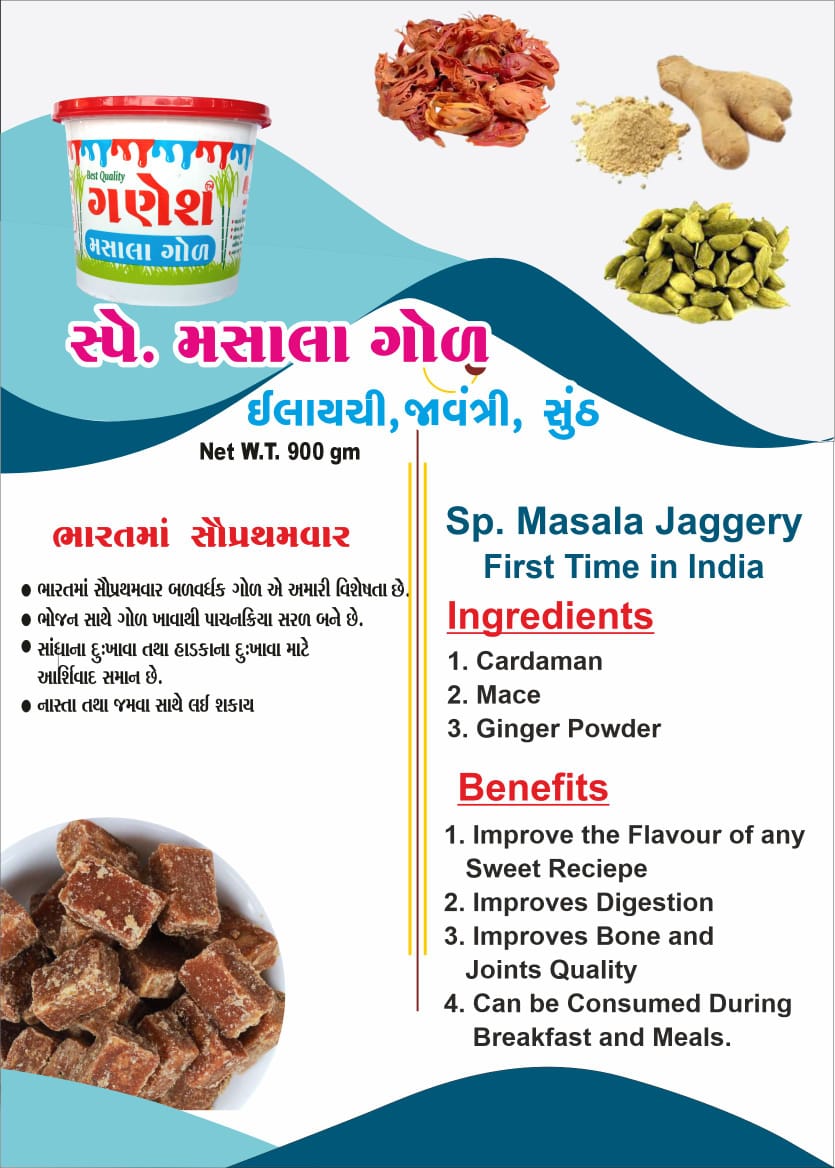 Best Quality
ગણેશ
TM
મસાલા ગોળ
સ્પે. મસાલા ગોળ
ઈલાયચી, જાવંત્રી, સુંઠ
Net W.T. 900 gm
ભારતમાં સૌપ્રથમવાર
• ભારતમાં સૌપ્રથમવાર બળવર્ધક ગોળ એ અમારી વિશેષતા છે.
• ભોજન સાથે ગોળ ખાવાથી પાચનક્રિયા સરળ બને છે.
• સાંધાના દુઃખાવા તથા હાડકાના દુઃખાવા માટે
આર્શિવાદ સમાન છે.
• નાસ્તા તથા જમવા સાથે લઈ શકાય
Sp. Masala Jaggery
First Time in India
Ingredients
1. Cardaman
2. Mace
3. Ginger Powder
Benefits
1. Improve the Flavour of any
Sweet Reciepe
2. Improves Digestion
3. Improves Bone and
Joints Quality
4. Can be Consumed During
Breakfast and Meals.